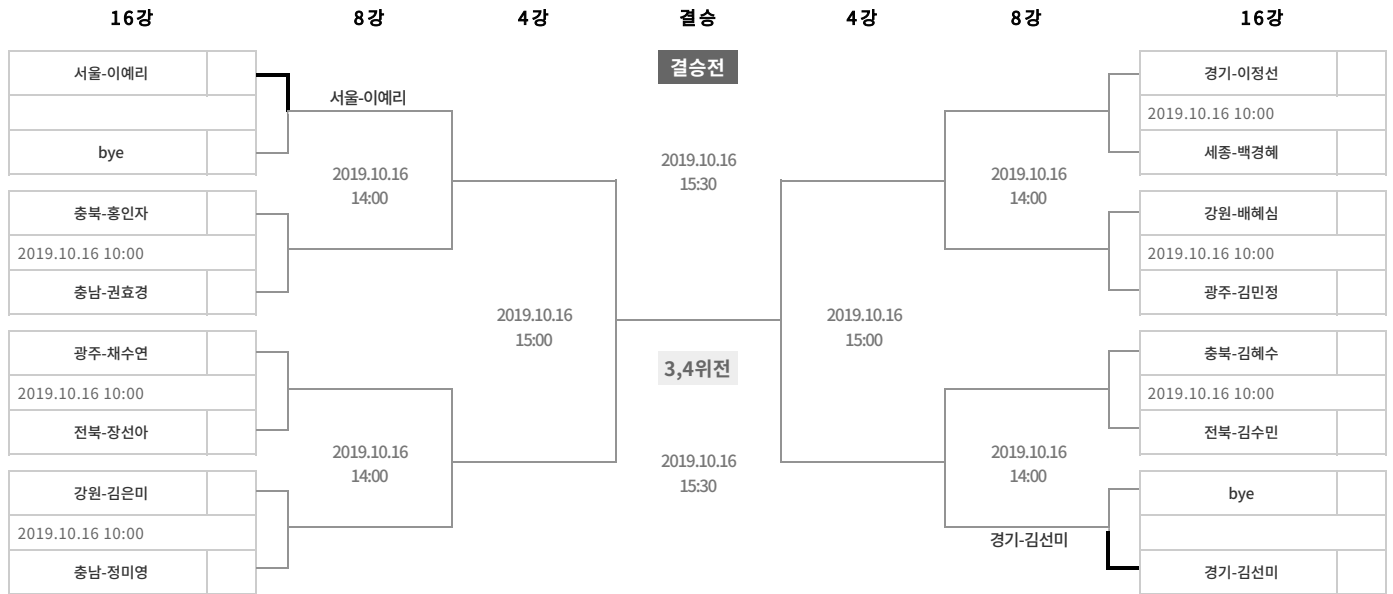 16강 8강 4강 결승 4강 8강 16강
서울-이예리
bye
충북-홍인자
2019.10.16 10:00
충남-권효경
광주-채수연
2019.10.16 10:00
전북-장선아
강원-김은미
2019.10.16 10:00
충남-정미영
서울-이예리
2019.10.16
14:00
2019.10.16
14:00
2019.10.16
15:00
결승전
2019.10.16
15:30
3,4위전
2019.10.16
15:30
2019.10.16
15:00
2019.10.16
14:00
2019.10.16
14:00
경기-김선미
경기-이정선
2019.10.16 10:00
세종-백경혜
강원-배혜심
2019.10.16 10:00
광주-김민정
충북-김혜수
2019.10.16 10:00
전북-김수민
bye
경기-김선미